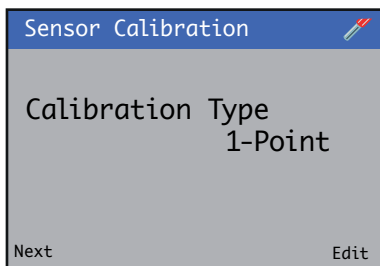 Sensor Calibration
Calibration Type
1-Point
Next
Edit